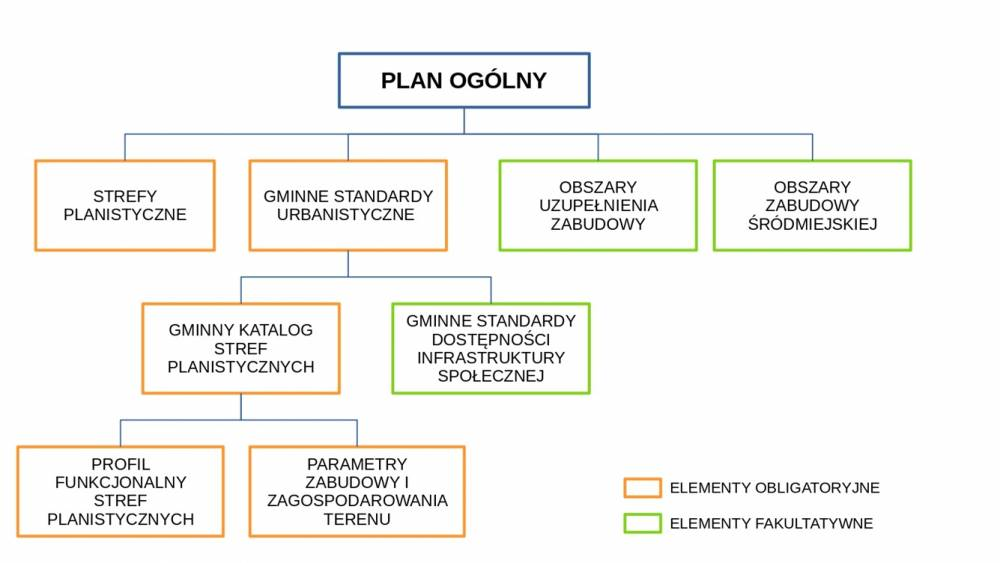 PLAN OGÓLNY
STREFY
PLANISTYCZNE
GMINNE STANDARDY
URBANISTYCZNE
OBSZARY
UZUPEŁNIENIA
ZABUDOWY
OBSZARY
ZABUDOWY
ŚRÓDMIEJSKIEJ
GMINNY KATALOG
STREF
PLANISTYCZNYCH
GMINNE STANDARDY
DOSTĘPNOŚCI
INFRASTRUKTURY
SPOŁECZNEJ
PROFIL
FUNKCJONALNY
STREF
PLANISTYCZNYCH
PARAMETRY
ZABUDOWY I
ZAGOSPODAROWANIA
TERENU
ELEMENTY OBLIGATORYJNE
ELEMENTY FAKULTATYWNE